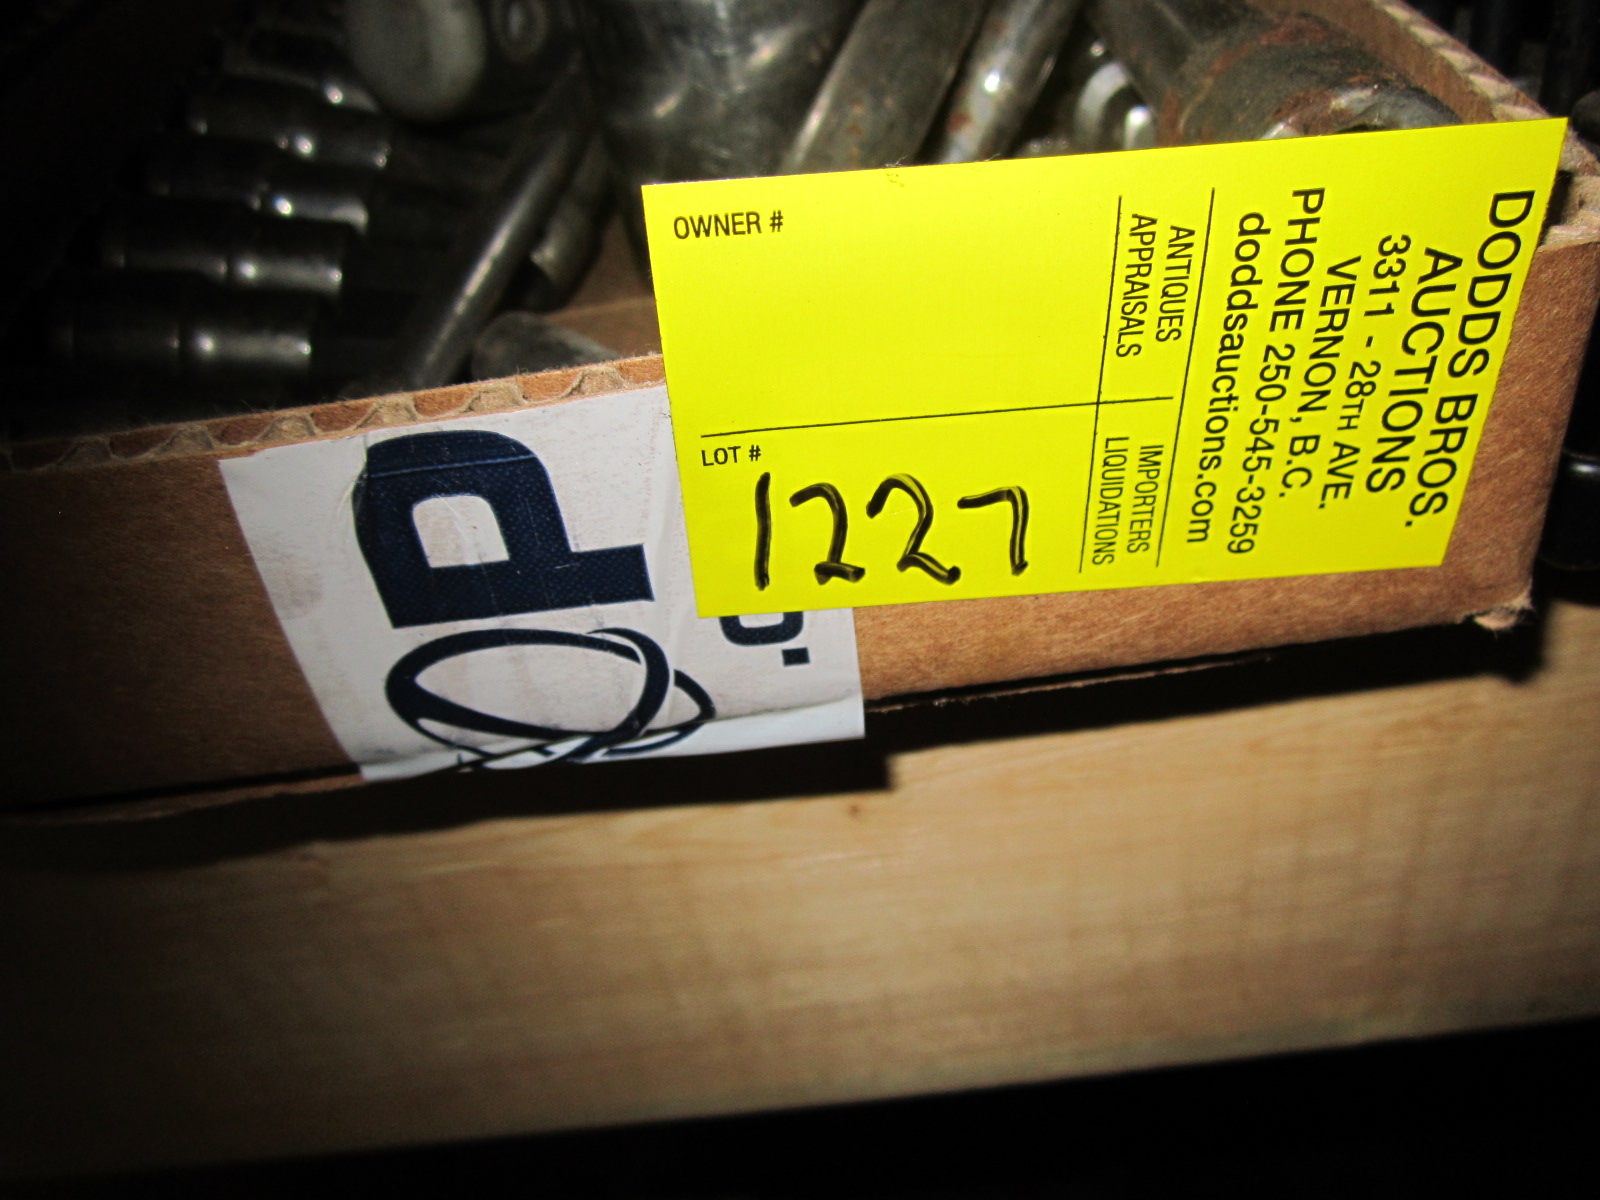 DODDS BROS.
AUCTIONS
3311 - 28TH AVE.
VERNON, B.C.
PHONE 250-545-3259
doddsauctions.com
ANTIQUES
APPRAISALS
IMPORTERS
LIQUIDATIONS
OWNER #
LOT #
1227